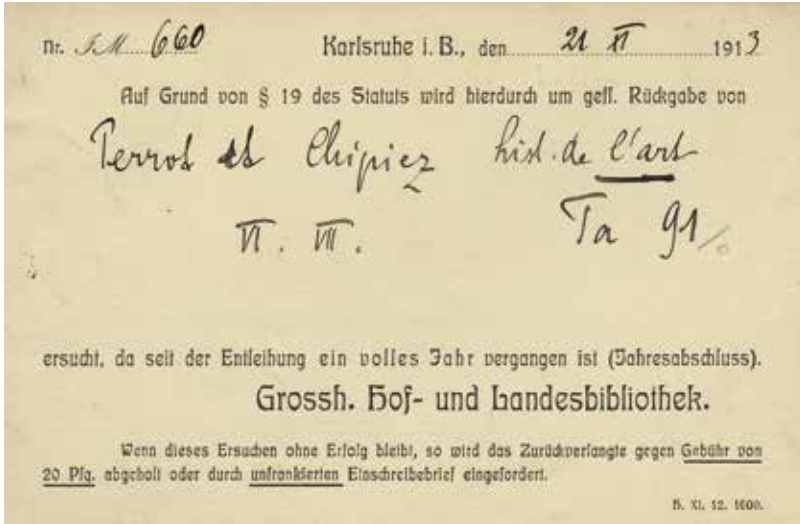 Nr. J.M. 660 Karlsruhe i. B., den 21 XI 1913
Auf Grund von § 19 des Statuts wird hierdurch um gefl. Rückgabe von
Perrot et Chipiez hist. de l'art
VI. VII. Ta 91
ersucht, da seit der Entleihung ein volles Jahr vergangen ist (Jahresabschluss).
Grossh. Hof- und Landesbibliothek.
Wenn dieses Ersuchen ohne Erfolg bleibt, so wird das Zurückverlangte gegen Gebühr von
20 Pfg. abgeholt oder durch unfrankierten Einschreibebrief eingefordert.
H. XI. 12. 1600.